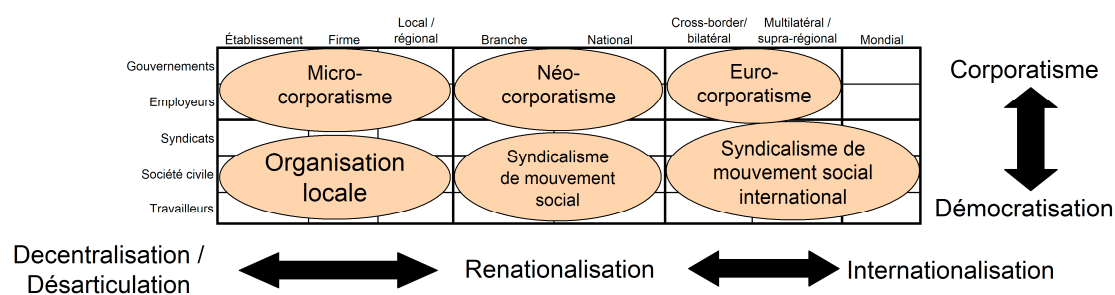 Établissement Firme Local / régional Branche National Cross-border/ bilatéral Multilatéral / supra-régional Mondial
Gouvernements
Employeurs
Syndicats
Société civile
Travailleurs
Micro-
corporatisme
Néo-
corporatisme
Euro-
corporatisme
Organisation
locale
Syndicalisme
de mouvement
social
Syndicalisme de
mouvement social
international
Corporatisme
Démocratisation
Decentralisation /
Désarticulation
Renationalisation
Internationalisation